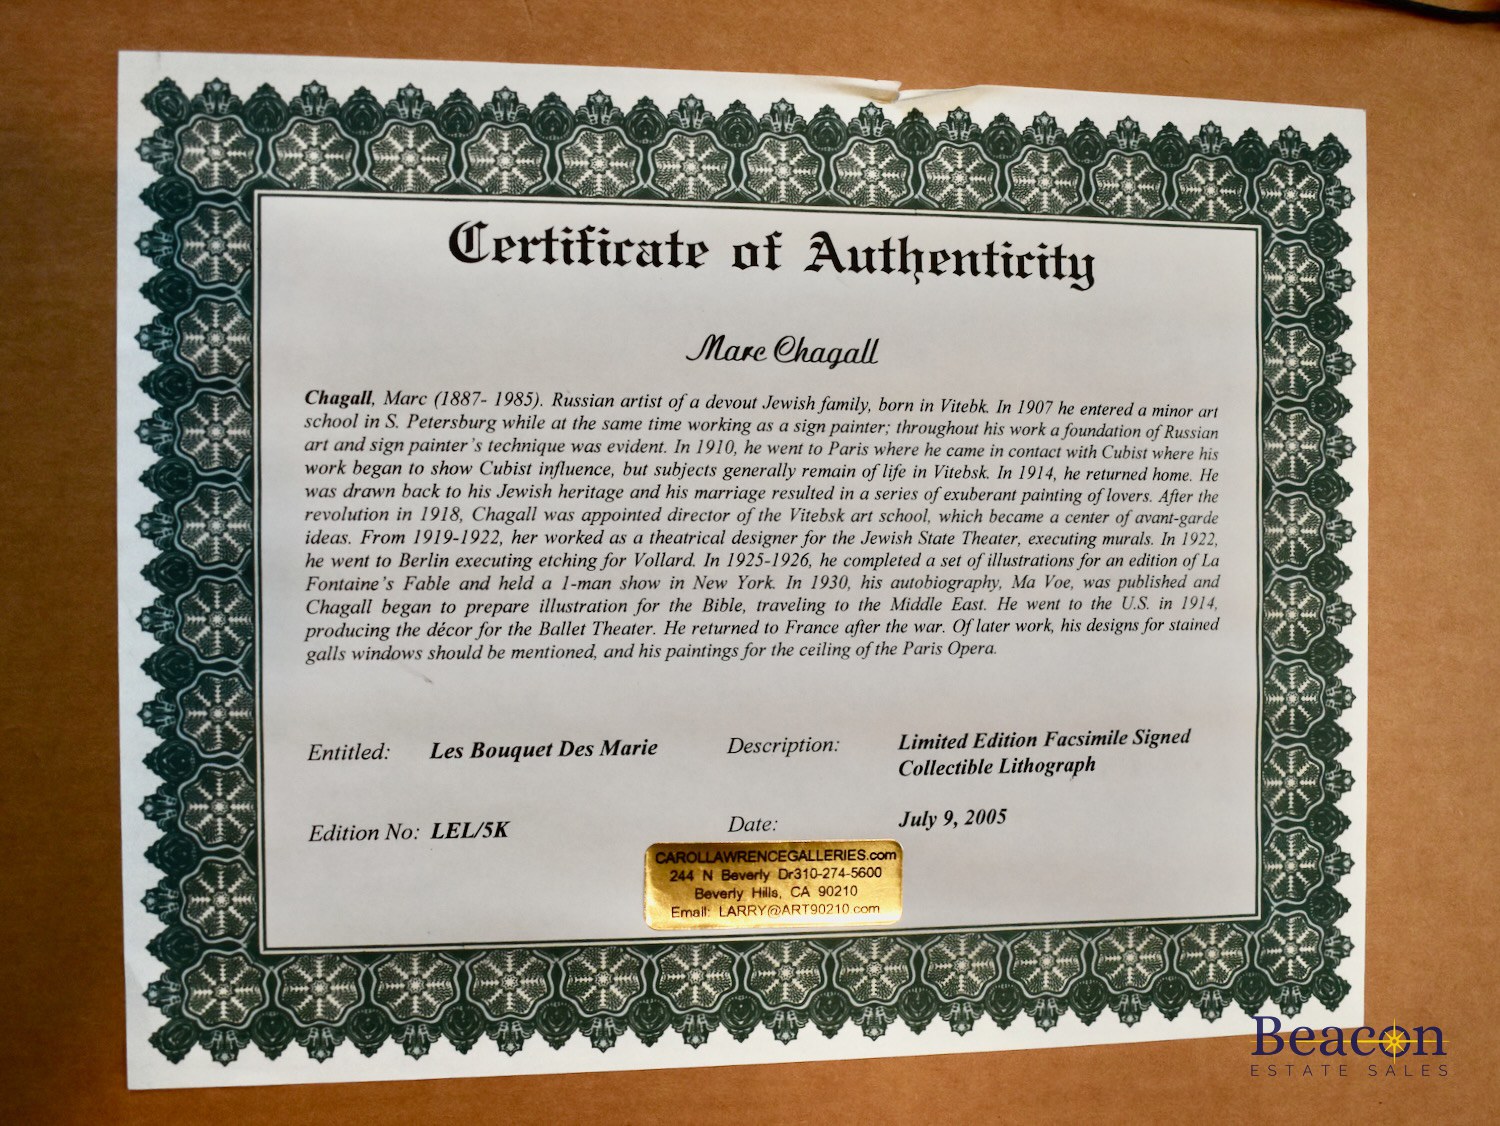 Certificate of Authenticity
Marc Chagall
Chagall, Marc (1887- 1985). Russian artist of a devout Jewish family, born in Vitebk. In 1907 he entered a minor art
school in S. Petersburg while at the same time working as a sign painter; throughout his work a foundation of Russian
art and sign painter's technique was evident. In 1910, he went to Paris where he came in contact with Cubist where his
work began to show Cubist influence, but subjects generally remain of life in Vitebsk. In 1914, he returned home. He
was drawn back to his Jewish heritage and his marriage resulted in a series of exuberant painting of lovers. After the
revolution in 1918, Chagall was appointed director of the Vitebsk art school, which became a center of avant-garde
ideas. From 1919-1922, her worked as a theatrical designer for the Jewish State Theater, executing murals. In 1922,
he went to Berlin executing etching for Vollard. In 1925-1926, he completed a set of illustrations for an edition of La
Fontaine's Fable and held a 1-man show in New York. In 1930, his autobiography, Ma Voe, was published and
Chagall began to prepare illustration for the Bible, traveling to the Middle East. He went to the U.S. in 1914,
producing the décor for the Ballet Theater. He returned to France after the war. Of later work, his designs for stained
galls windows should be mentioned, and his paintings for the ceiling of the Paris Opera.
Entitled: Les Bouquet Des Marie Description: Limited Edition Facsimile Signed
Collectible Lithograph
Edition No: LEL/5K Date: July 9, 2005
CAROLLAWRENCEGALLERIES.com
244 N Beverly Dr310-274-5600
Beverly Hills, CA 90210
Email: LARRY@ART90210.com
Beacon
ESTATE SALES